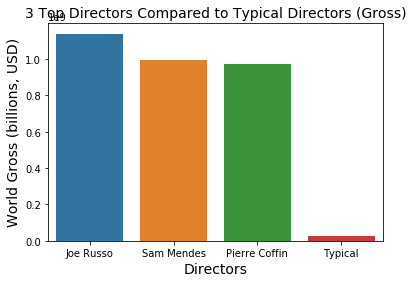 3 Top Directors Compared to Typical Directors (Gross)
1e9
1.0
0.8
0.6
0.4
0.2
0.0
World Gross (billions, USD)
Joe Russo Sam Mendes Pierre Coffin Typical
Directors